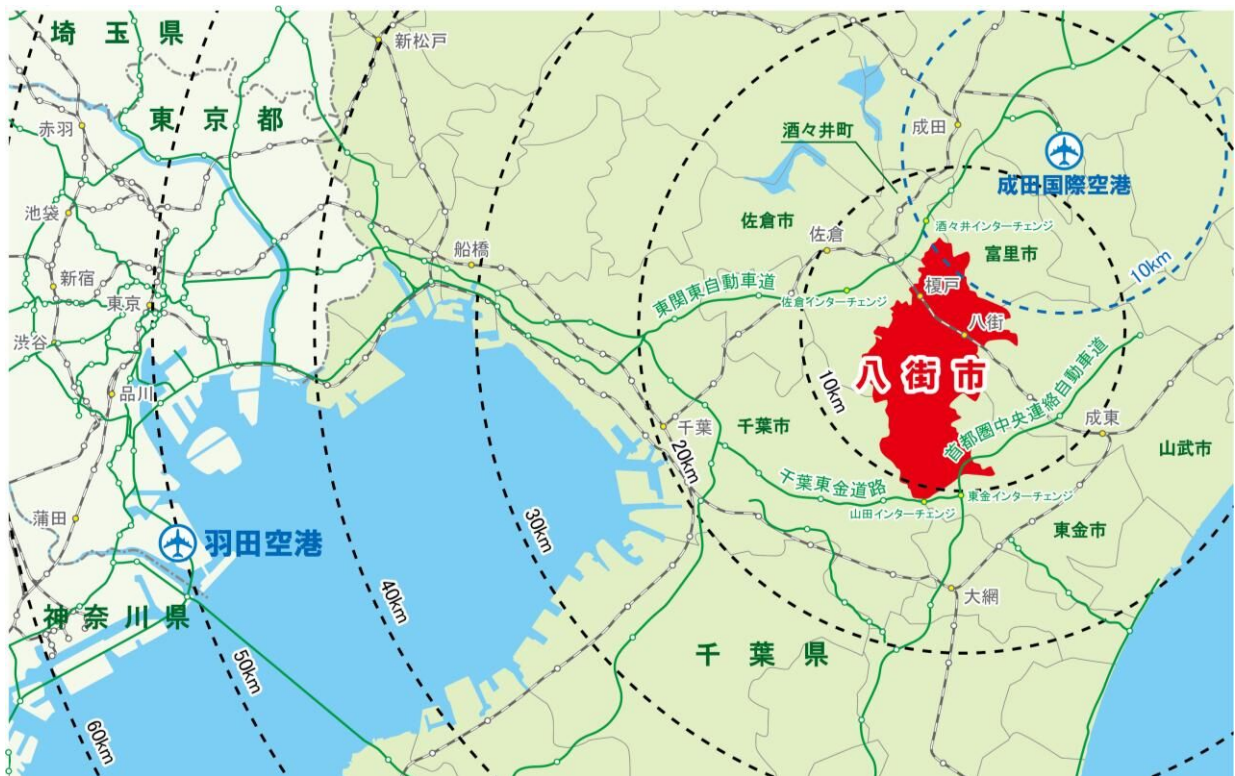 埼玉県
新松戸
東京都
赤羽
成田
酒々井町
成田国際空港
池袋
佐倉市
船橋
佐倉
酒々井インターチェンジ
富里市
10km
新宿
東京
東関東自動車道
佐倉インターチェンジ
榎戸
八街
渋谷
品川
八街市
10km
首都圏中央連絡自動車道
千葉
千葉市
成東
山武市
20km
千葉東金道路
東金インターチェンジ
山田インターチェンジ
蒲田
羽田空港
30km
東金市
40km
大網
神奈川県
千葉県
50km
60km